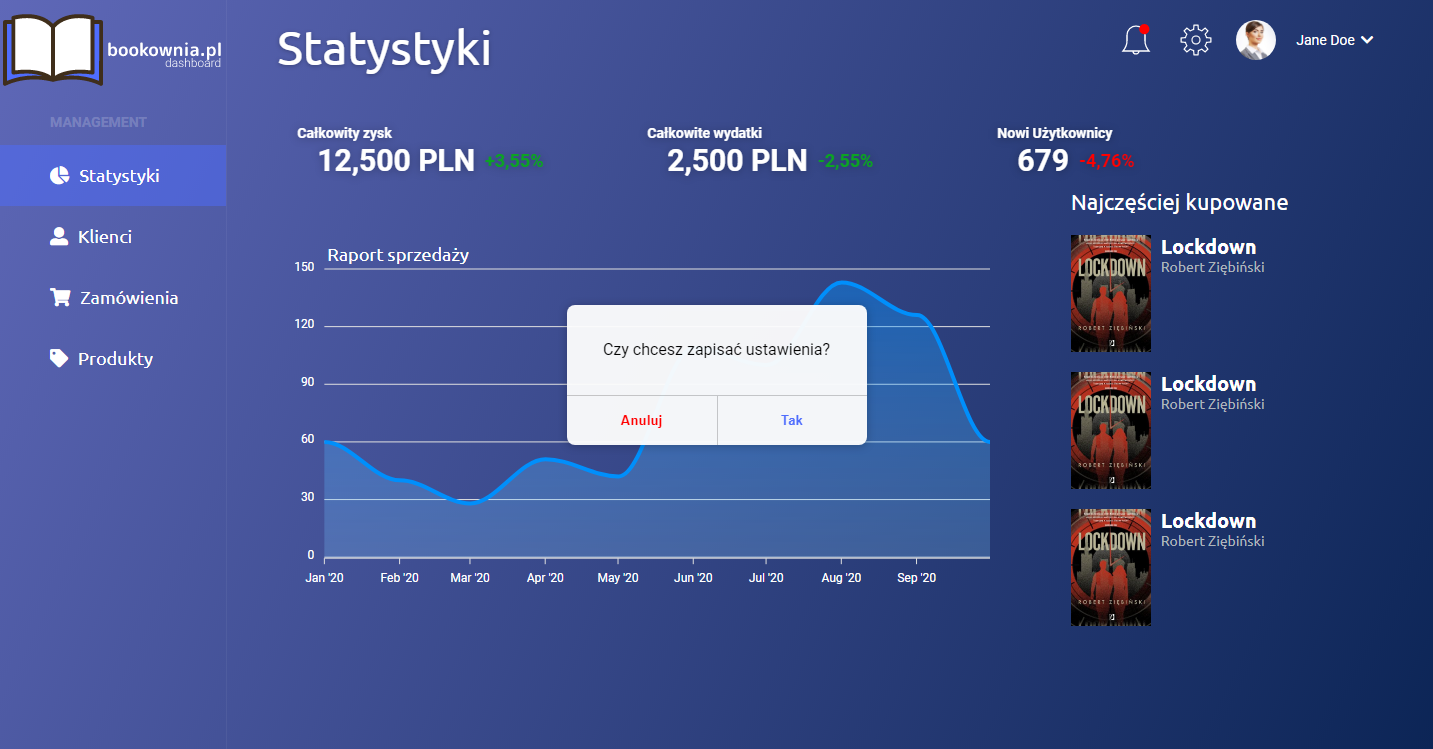 bookownia.pl
dashboard
Statystyki
Jane Doe
MANAGEMENT
Statystyki
Klienci
Zamówienia
Produkty
Całkowity zysk
12,500 PLN +3,55%
Całkowite wydatki
2,500 PLN -2,55%
Nowi Użytkownicy
679 -4,76%
Raport sprzedaży
150
120
90
60
30
0
Jan '20 Feb '20 Mar '20 Apr '20 May '20 Jun '20 Jul '20 Aug '20 Sep '20
Czy chcesz zapisać ustawienia?
Anuluj Tak
Najczęściej kupowane
LOCKDOWN
ROBERT ZIĘBIŃSKI
Lockdown
Robert Ziębiński
LOCKDOWN
ROBERT ZIĘBIŃSKI
Lockdown
Robert Ziębiński
LOCKDOWN
ROBERT ZIĘBIŃSKI
Lockdown
Robert Ziębiński